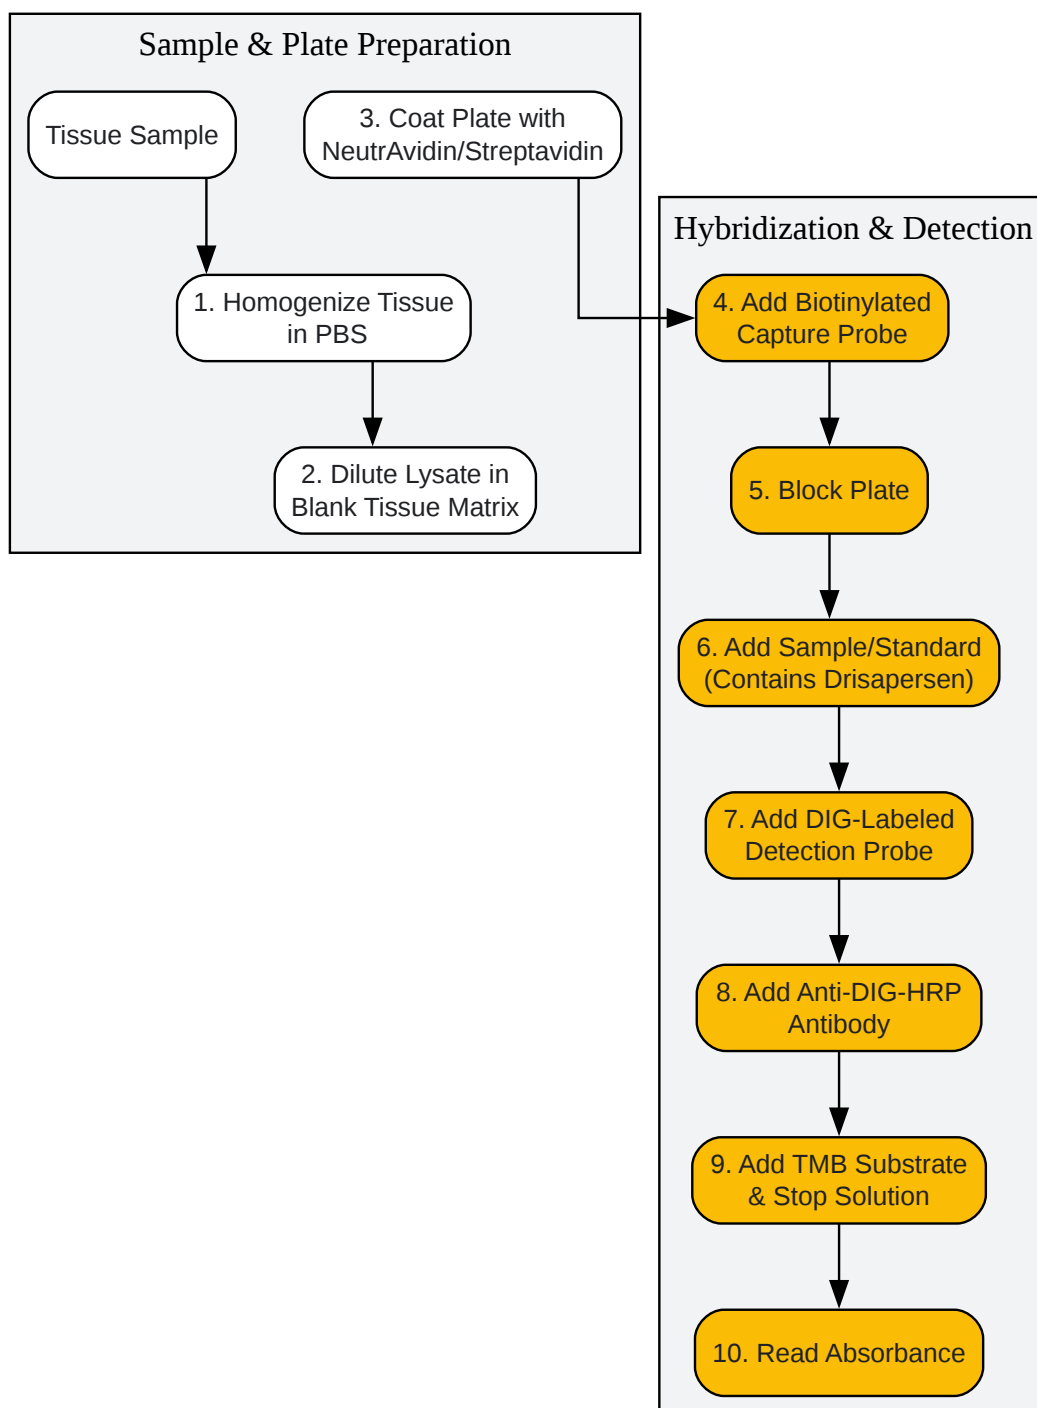 Sample & Plate Preparation
Tissue Sample
3. Coat Plate with
NeutrAvidin/Streptavidin
1. Homogenize Tissue
in PBS
2. Dilute Lysate in
Blank Tissue Matrix
Hybridization & Detection
4. Add Biotinylated
Capture Probe
5. Block Plate
6. Add Sample/Standard
(Contains Drisapersen)
7. Add DIG-Labeled
Detection Probe
8. Add Anti-DIG-HRP
Antibody
9. Add TMB Substrate
& Stop Solution
10. Read Absorbance